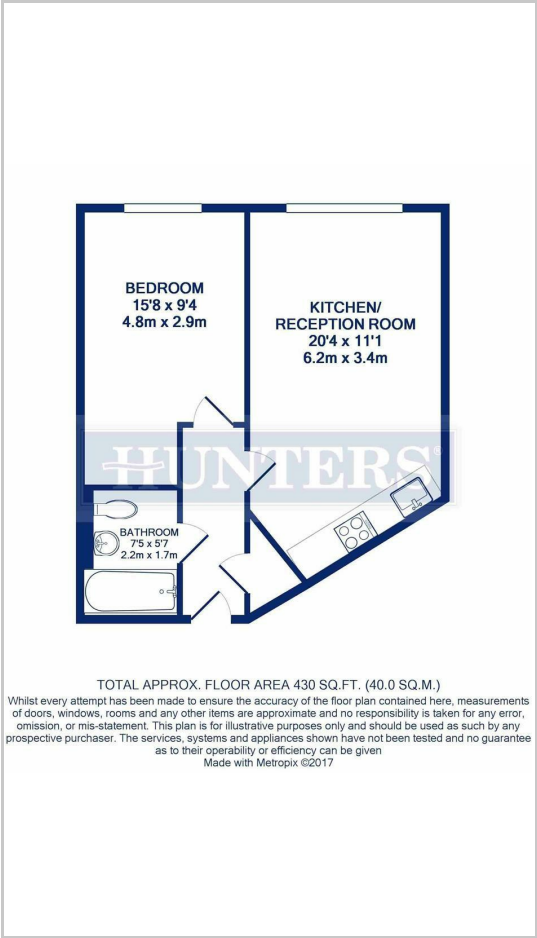 BEDROOM
15'8 x 9'4
4.8m x 2.9m
KITCHEN/
RECEPTION ROOM
20'4 x 11'1
6.2m x 3.4m
HUNTERS®
BATHROOM
7'5 x 5'7
2.2m x 1.7m
TOTAL APPROX. FLOOR AREA 430 SQ.FT. (40.0 SQ.M.)
Whilst every attempt has been made to ensure the accuracy of the floor plan contained here, measurements
of doors, windows, rooms and any other items are approximate and no responsibility is taken for any error,
omission, or mis-statement. This plan is for illustrative purposes only and should be used as such by any
prospective purchaser. The services, systems and appliances shown have not been tested and no guarantee
as to their operability or efficiency can be given
Made with Metropix ©2017